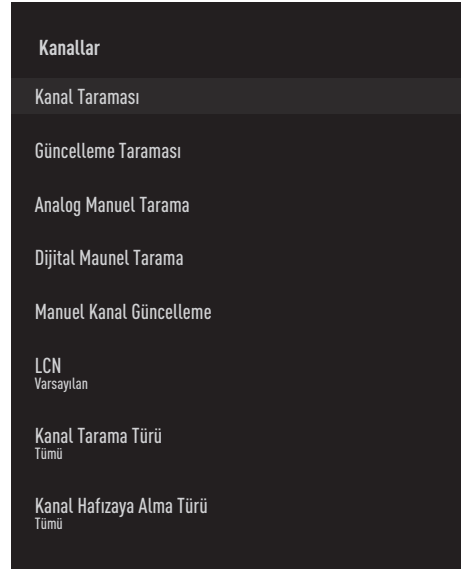 Kanallar
Kanal Taraması
Güncelleme Taraması
Analog Manuel Tarama
Dijital Maunel Tarama
Manuel Kanal Güncelleme
LCN
Varsayılan
Kanal Tarama Türü
Tümü
Kanal Hafızaya Alma Türü
Tümü